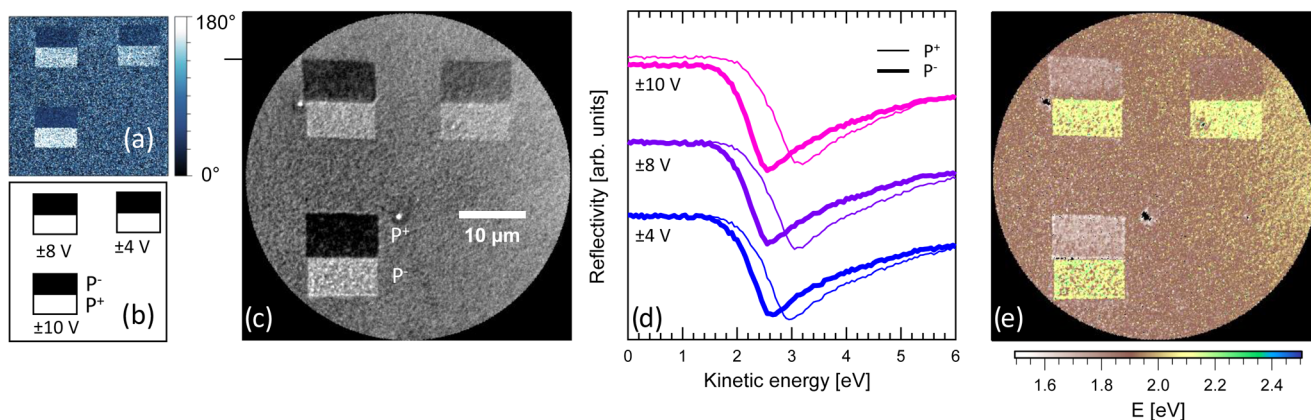 180°
0°
(a)
±8 V
±4 V
P-
P+
±10 V
(b)
P+
P-
10 µm
(c)
Reflectivity [arb. units]
P+
P-
±10 V
±8 V
±4 V
(d)
0 1 2 3 4 5 6
Kinetic energy [eV]
(e)
1.6 1.8 2.0 2.2 2.4
E [eV]